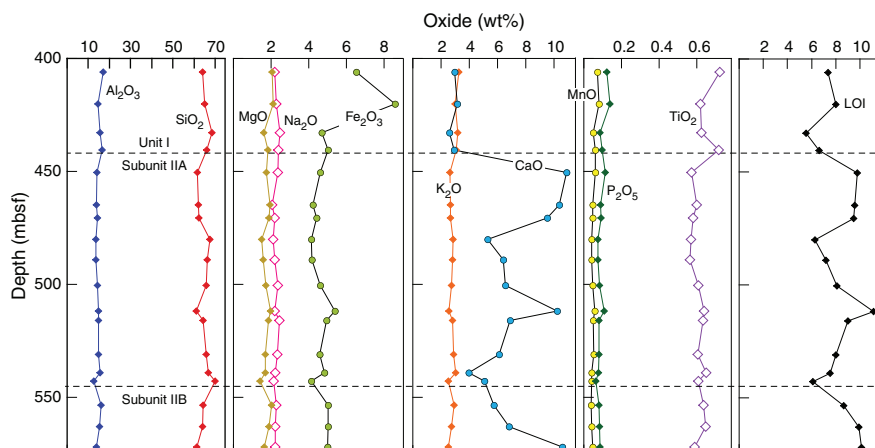 Oxide (wt%)
10 30 50 70 2 4 6 8 2 4 6 8 10 0.2 0.6 2 4 6 8 10
400
Al2O3
MnO
LOI
SiO2
MgO Na2O Fe2O3
TiO2
Unit I
450
Subunit IIA
CaO
K2O
P2O5
Depth (mbsf)
500
550
Subunit IIB